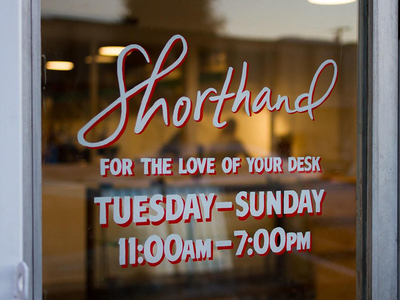 Shorthand
FOR THE LOVE OF YOUR DESK
TUESDAY–SUNDAY
11:00AM–7:00PM